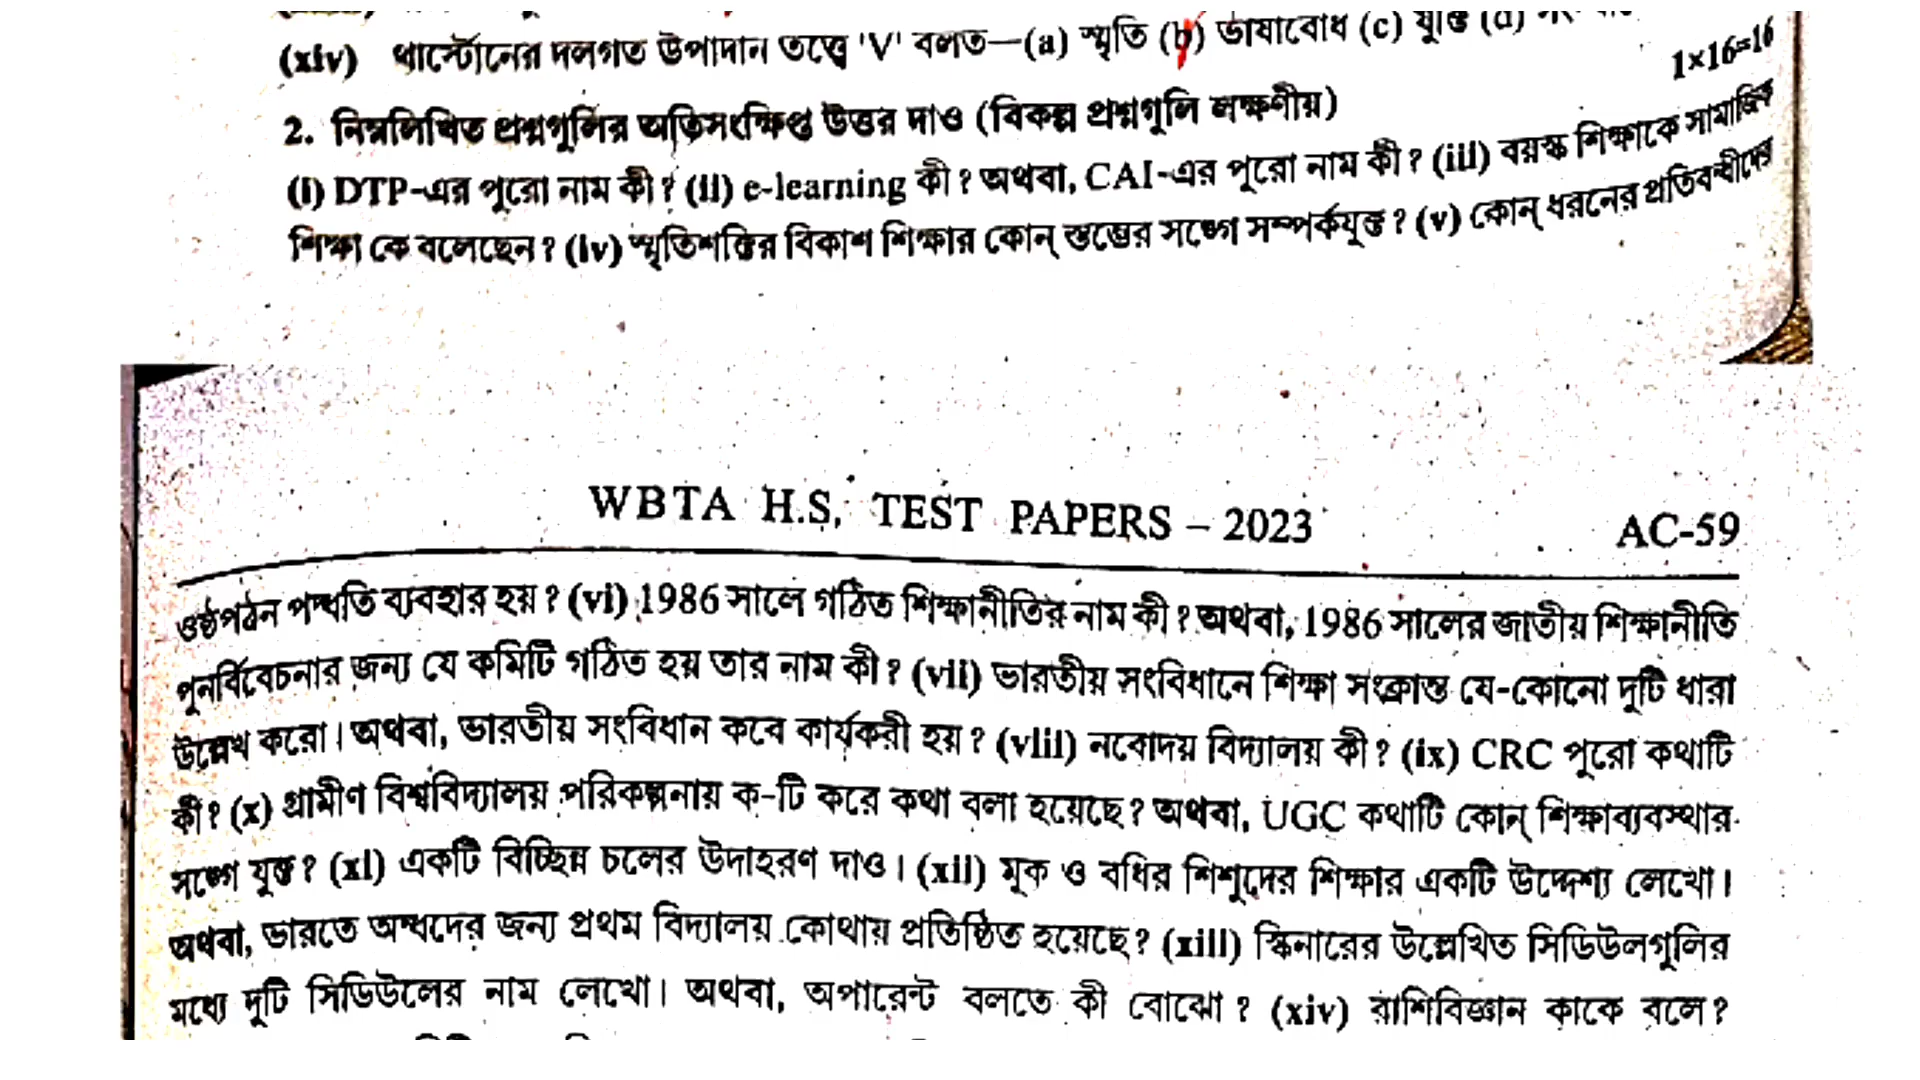 (xiv) থার্স্টোনের দলগত উপাদান তত্ত্বে 'V' বলত—(a) স্মৃতি (b) ভাষাবোধ (c) যুক্তি (d)
1×16=16
2. নিম্নলিখিত প্রশ্নগুলির অতিসংক্ষিপ্ত উত্তর দাও (বিকল্প প্রশ্নগুলি লক্ষণীয়)
(i) DTP-এর পুরো নাম কী? (ii) e-learning কী? অথবা, CAI-এর পুরো নাম কী? (iii) বয়স্ক শিক্ষাকে সামাজিক
শিক্ষা কে বলেছেন? (iv) স্মৃতিশক্তির বিকাশ শিক্ষার কোন্ স্তম্ভের সঙ্গে সম্পর্কযুক্ত? (v) কোন্ ধরনের প্রতিবন্ধীদের
WBTA H.S. TEST PAPERS – 2023 AC-59
ওষ্ঠপঠন পদ্ধতি ব্যবহার হয়? (vi) 1986 সালে গঠিত শিক্ষানীতির নাম কী? অথবা, 1986 সালের জাতীয় শিক্ষানীতি
পুনর্বিবেচনার জন্য যে কমিটি গঠিত হয় তার নাম কী? (vii) ভারতীয় সংবিধানে শিক্ষা সংক্রান্ত যে-কোনো দুটি ধারা
উল্লেখ করো। অথবা, ভারতীয় সংবিধান কবে কার্যকরী হয়? (viii) নবোদয় বিদ্যালয় কী? (ix) CRC পুরো কথাটি
কী? (x) গ্রামীণ বিশ্ববিদ্যালয় পরিকল্পনায় ক-টি করে কথা বলা হয়েছে? অথবা, UGC কথাটি কোন্ শিক্ষাব্যবস্থার
সঙ্গে যুক্ত? (xi) একটি বিচ্ছিন্ন চলের উদাহরণ দাও। (xii) মূক ও বধির শিশুদের শিক্ষার একটি উদ্দেশ্য লেখো।
অথবা, ভারতে অন্ধদের জন্য প্রথম বিদ্যালয় কোথায় প্রতিষ্ঠিত হয়েছে? (xiii) স্কিনারের উল্লেখিত সিডিউলগুলির
মধ্যে দুটি সিডিউলের নাম লেখো। অথবা, অপারেন্ট বলতে কী বোঝো? (xiv) রাশিবিজ্ঞান কাকে বলে?